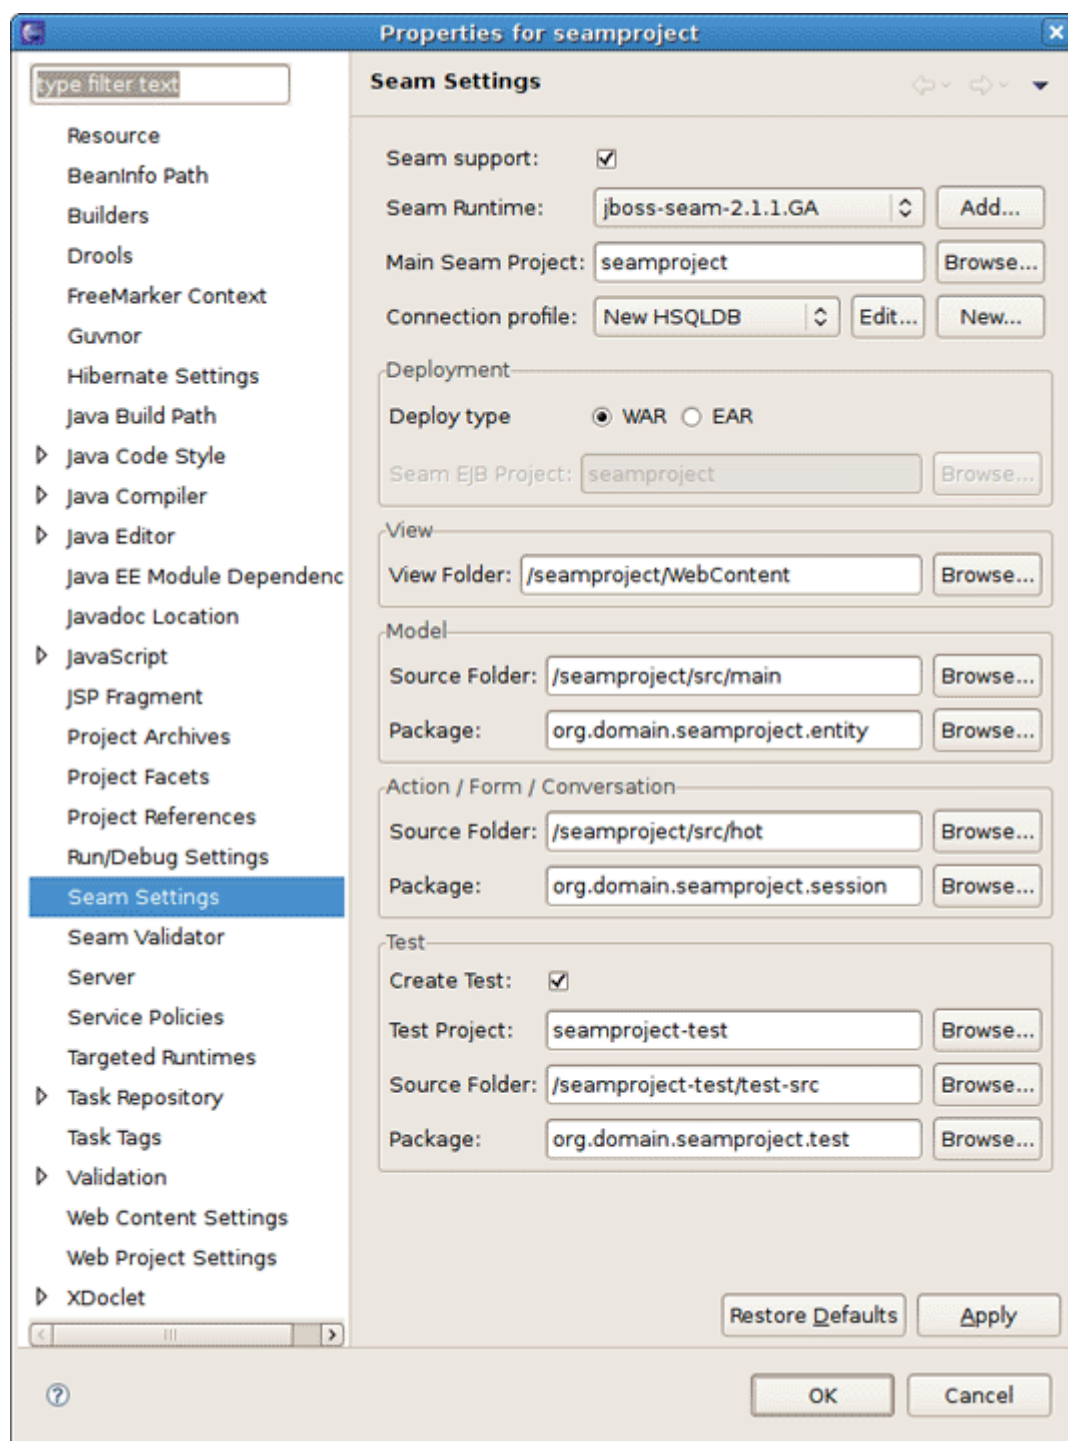 Properties for seamproject
type filter text
Resource
BeanInfo Path
Builders
Drools
FreeMarker Context
Guvnor
Hibernate Settings
Java Build Path
Java Code Style
Java Compiler
Java Editor
Java EE Module Dependenc
Javadoc Location
JavaScript
JSP Fragment
Project Archives
Project Facets
Project References
Run/Debug Settings
Seam Settings
Seam Validator
Server
Service Policies
Targeted Runtimes
Task Repository
Task Tags
Validation
Web Content Settings
Web Project Settings
XDoclet
Seam Settings
Seam support:
Seam Runtime: jboss-seam-2.1.1.GA Add...
Main Seam Project: seamproject Browse...
Connection profile: New HSQLDB Edit... New...
Deployment
Deploy type WAR EAR
Seam EJB Project: seamproject Browse...
View
View Folder: /seamproject/WebContent Browse...
Model
Source Folder: /seamproject/src/main Browse...
Package: org.domain.seamproject.entity Browse...
Action / Form / Conversation
Source Folder: /seamproject/src/hot Browse...
Package: org.domain.seamproject.session Browse...
Test
Create Test:
Test Project: seamproject-test Browse...
Source Folder: /seamproject-test/test-src Browse...
Package: org.domain.seamproject.test Browse...
Restore Defaults Apply
OK Cancel